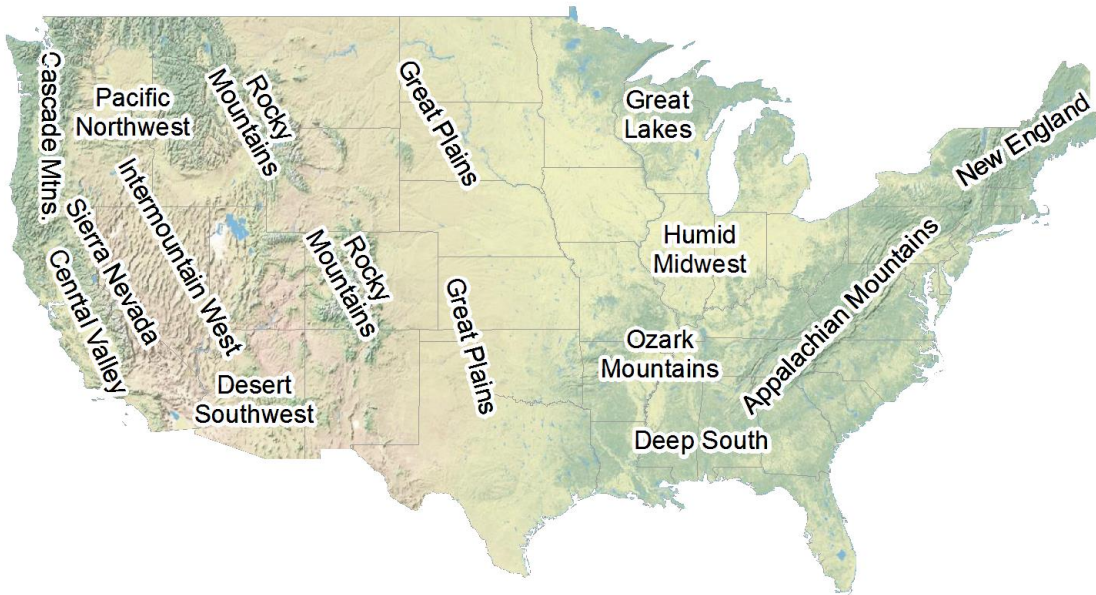 Cascade Mtns.
Pacific
Northwest
Rocky
Mountains
Great Plains
Great
Lakes
New England
Intermountain West
Sierra Nevada
Cenrtal Valley
Rocky
Mountains
Great Plains
Humid
Midwest
Appalachian Mountains
Ozark
Mountains
Desert
Southwest
Deep South